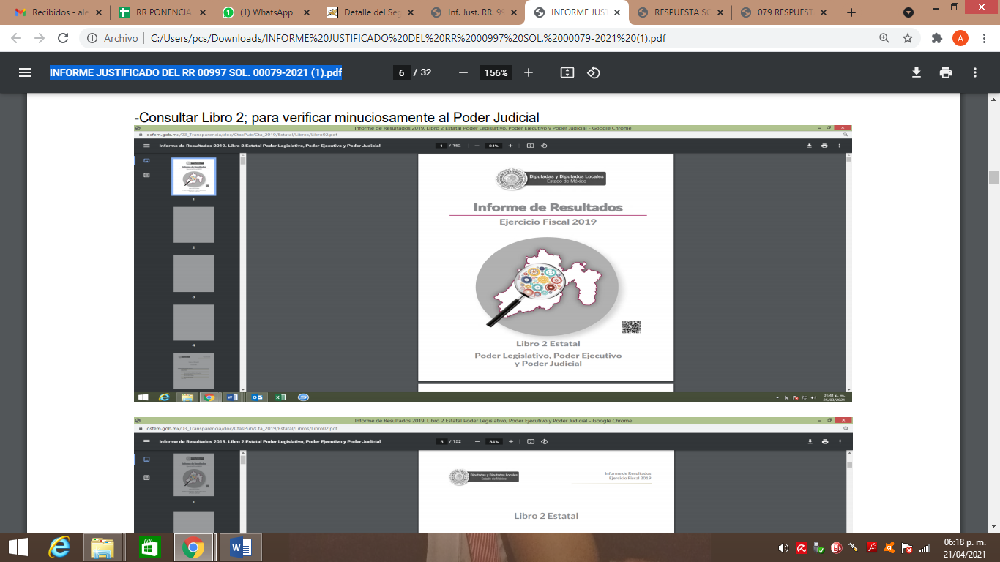 Recibidos - ale
RR PONENCIA
(1) WhatsApp
Detalle del Seg
Inf. Just. RR. 99
INFORME JUST
RESPUESTA SO
079 RESPUEST
Archivo
C:/Users/pcs/Downloads/INFORME%20JUSTIFICADO%20DEL%20RR%2000997%20SOL.%2000079-2021%20(1).pdf
A
INFORME JUSTIFICADO DEL RR 00997 SOL. 00079-2021 (1).pdf
6 / 32
156%
-Consultar Libro 2; para verificar minuciosamente al Poder Judicial
Informe de Resultados 2019. Libro 2 Estatal Poder Legislativo, Poder Ejecutivo y Poder Judicial - Google Chrome
osfem.gob.mx/03_Transparencia/doc/CtasPub/Cta_2019/Estatal/Libros/Libro02.pdf
Informe de Resultados 2019. Libro 2 Estatal Poder Legislativo, Poder Ejecutivo y Poder Judicial
1 / 152
84%
1
2
3
4
Diputadas y Diputados Locales
Estado de México
Informe de Resultados
Ejercicio Fiscal 2019
Libro 2 Estatal
Poder Legislativo, Poder Ejecutivo
y Poder Judicial
01:41 p. m.
25/03/2021
Informe de Resultados 2019. Libro 2 Estatal Poder Legislativo, Poder Ejecutivo y Poder Judicial - Google Chrome
osfem.gob.mx/03_Transparencia/doc/CtasPub/Cta_2019/Estatal/Libros/Libro02.pdf
Informe de Resultados 2019. Libro 2 Estatal Poder Legislativo, Poder Ejecutivo y Poder Judicial
5 / 152
84%
1
Diputadas y Diputados Locales
Estado de México
Informe de Resultados
Ejercicio Fiscal 2019
Libro 2 Estatal
06:18 p. m.
21/04/2021